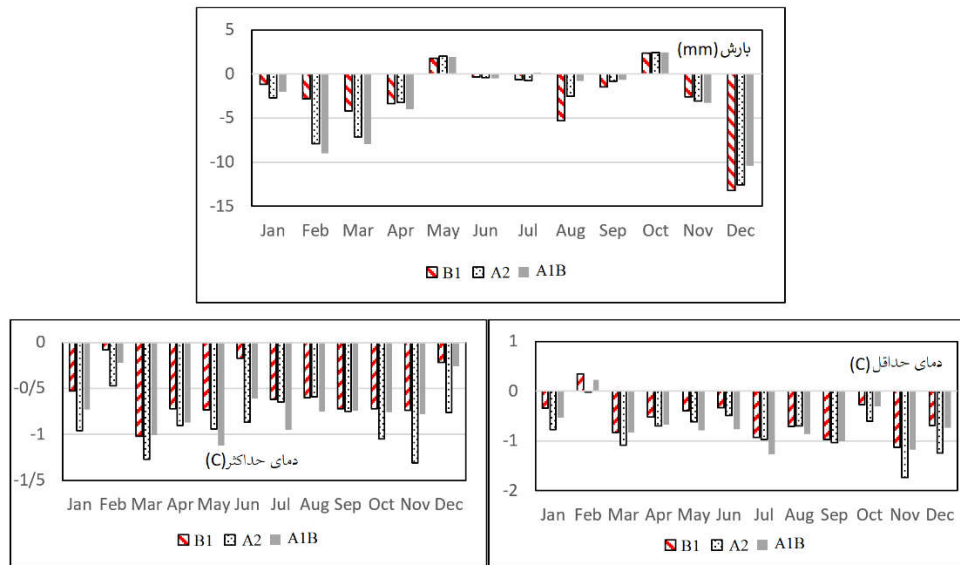 بارش (mm)
5
0
-5
-10
-15
Jan Feb Mar Apr May Jun Jul Aug Sep Oct Nov Dec
B1 A2 A1B
0
-0/5
-1
-1/5
دمای حداکثر(C)
Jan Feb Mar Apr May Jun Jul Aug Sep Oct Nov Dec
B1 A2 A1B
دمای حداقل(C)
1
0
-1
-2
Jan Feb Mar Apr May Jun Jul Aug Sep Oct Nov Dec
B1 A2 A1B